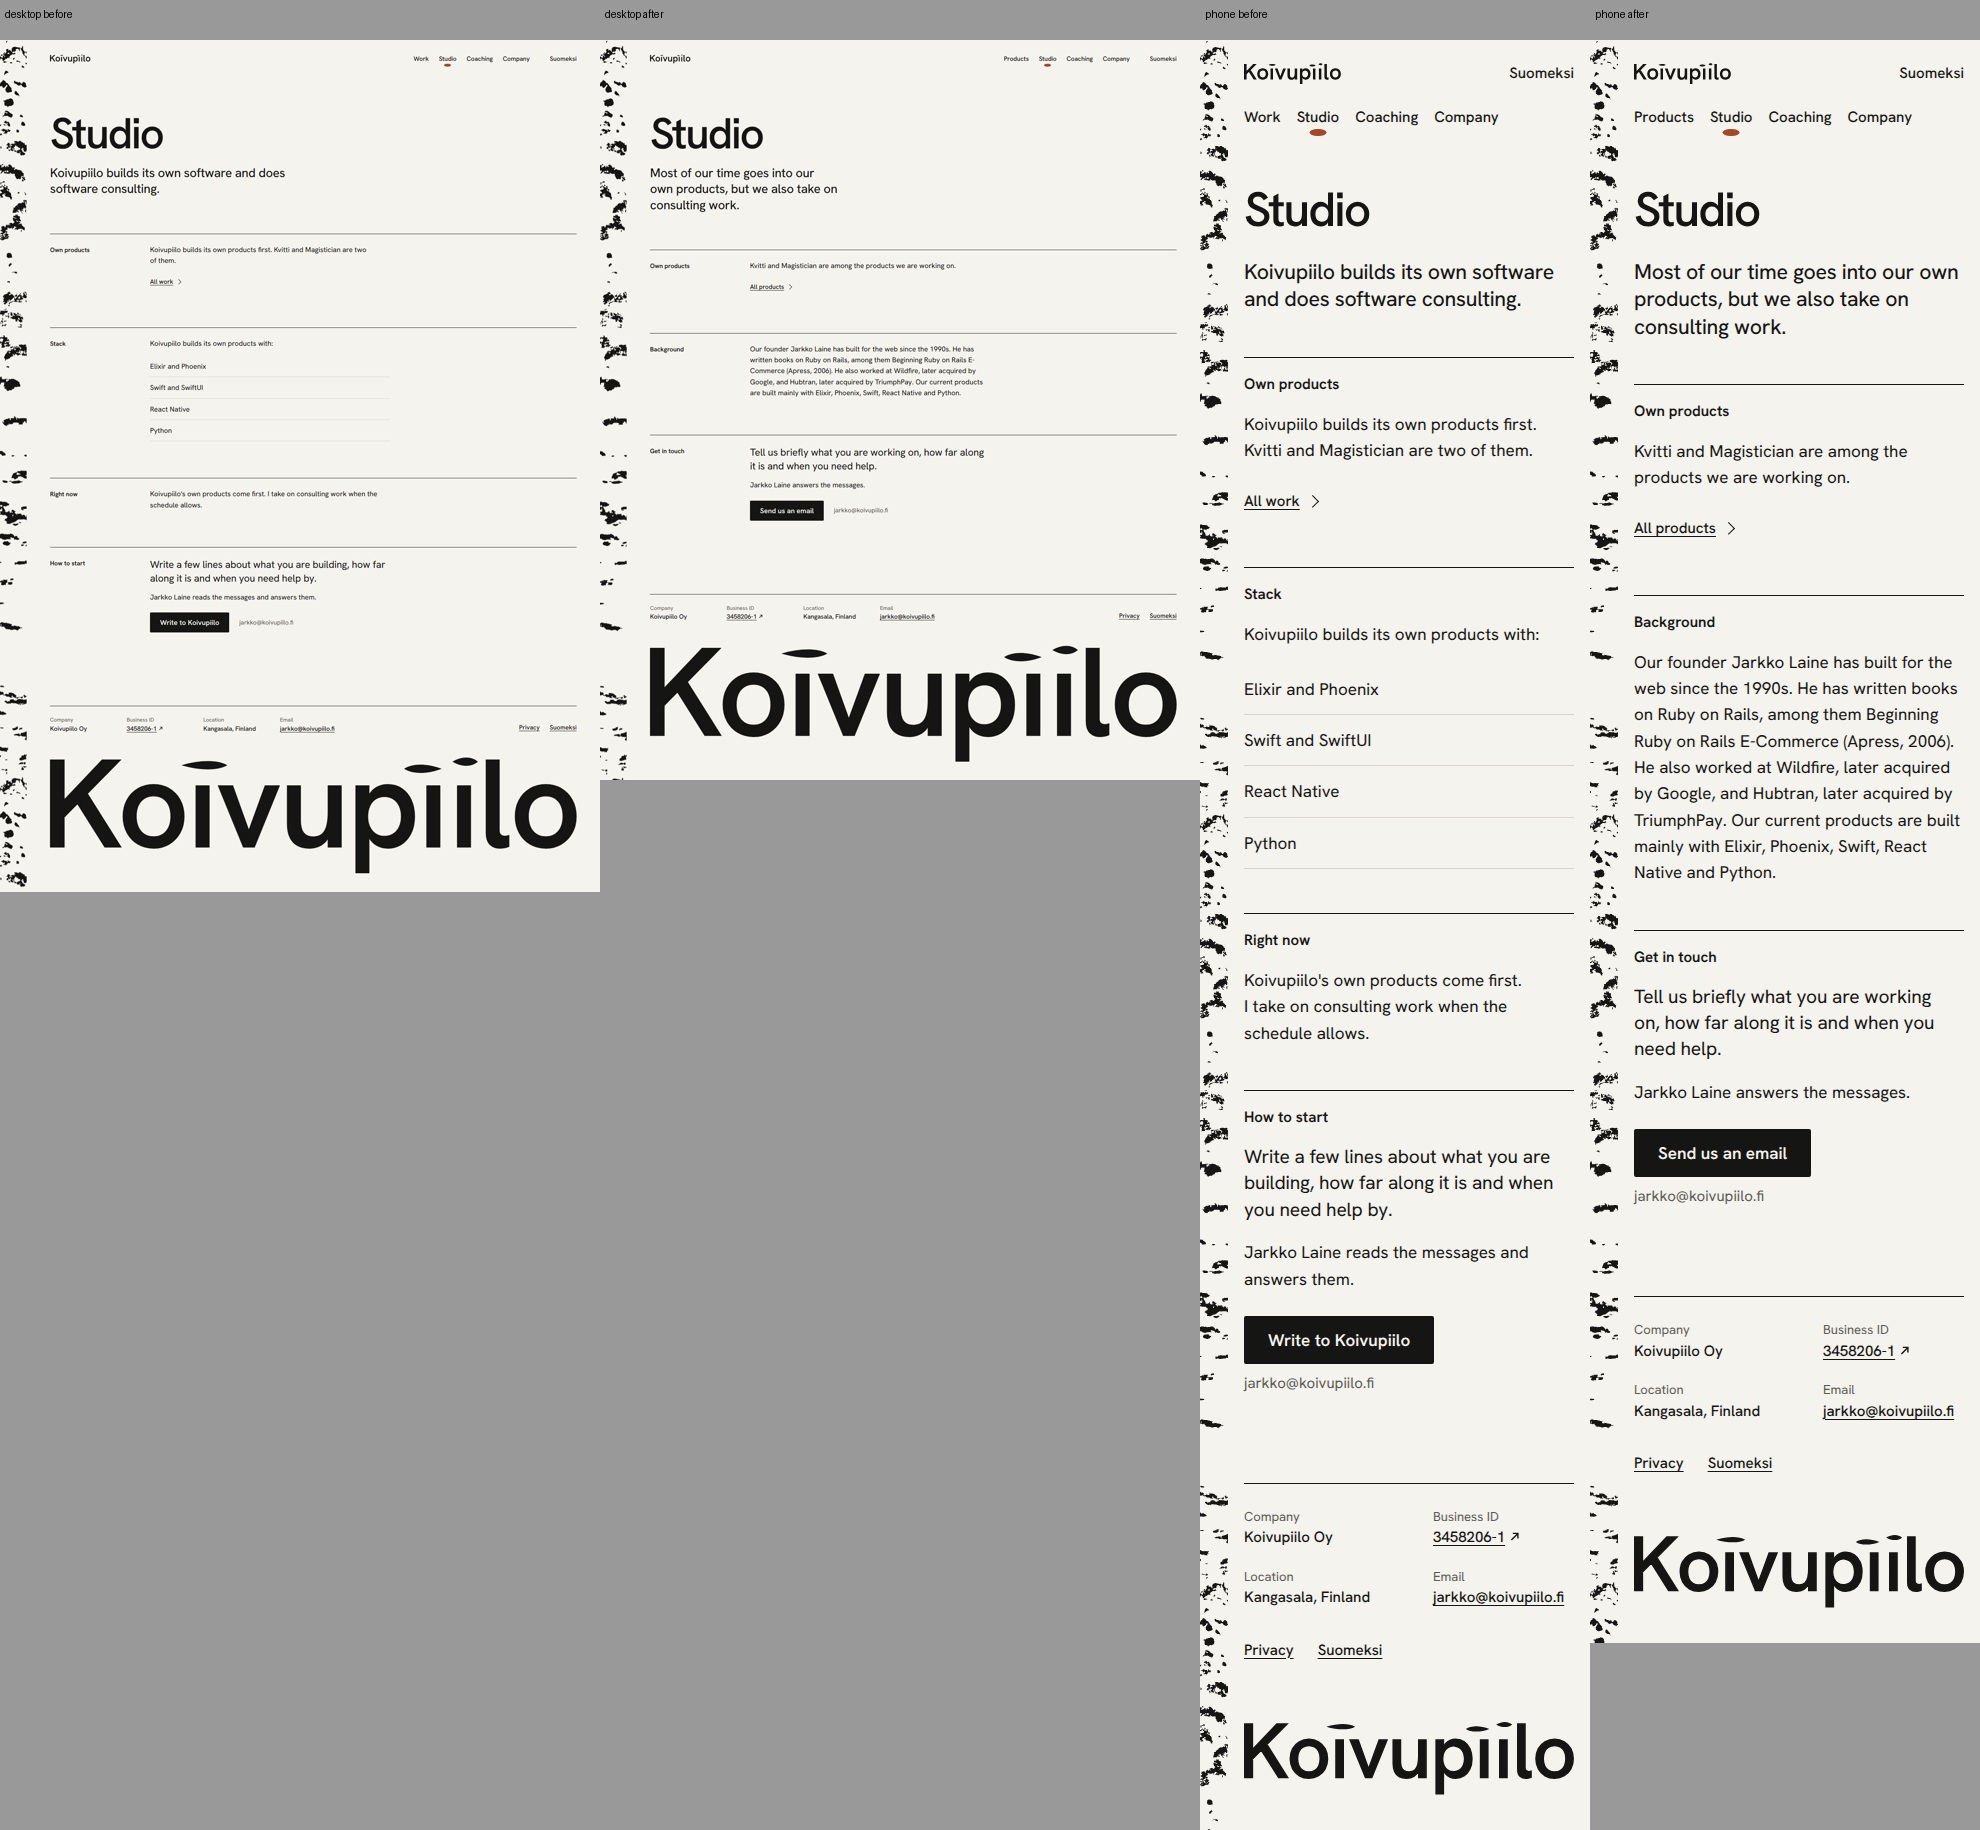 desktop before
Koivupiilo
Work Studio Coaching Company Suomeksi
Studio
Koivupiilo builds its own software and does
software consulting.
Own products
Koivupiilo builds its own products first. Kvitti and Magistician are two
of them.
All work
Stack
Koivupiilo builds its own products with:
Elixir and Phoenix
Swift and SwiftUI
React Native
Python
Right now
Koivupiilo's own products come first. I take on consulting work when the
schedule allows.
How to start
Write a few lines about what you are building, how far
along it is and when you need help by.
Jarkko Laine reads the messages and answers them.
Write to Koivupiilo jarkko@koivupiilo.fi
Company Business ID Location Email
Koivupiilo Oy 3458206-1 ↗ Kangasala, Finland jarkko@koivupiilo.fi Privacy Suomeksi
Koivupiilo
desktop after
Koivupiilo
Products Studio Coaching Company Suomeksi
Studio
Most of our time goes into our
own products, but we also take on
consulting work.
Own products
Kvitti and Magistician are among the products we are working on.
All products
Background
Our founder Jarkko Laine has built for the web since the 1990s. He has
written books on Ruby on Rails, among them Beginning Ruby on Rails E-
Commerce (Apress, 2006). He also worked at Wildfire, later acquired by
Google, and Hubtran, later acquired by TriumphPay. Our current products
are built mainly with Elixir, Phoenix, Swift, React Native and Python.
Get in touch
Tell us briefly what you are working on, how far along
it is and when you need help.
Jarkko Laine answers the messages.
Send us an email jarkko@koivupiilo.fi
Company Business ID Location Email
Koivupiilo Oy 3458206-1 ↗ Kangasala, Finland jarkko@koivupiilo.fi Privacy Suomeksi
Koivupiilo
phone before
Koivupiilo Suomeksi
Work Studio Coaching Company
Studio
Koivupiilo builds its own software
and does software consulting.
Own products
Koivupiilo builds its own products first.
Kvitti and Magistician are two of them.
All work
Stack
Koivupiilo builds its own products with:
Elixir and Phoenix
Swift and SwiftUI
React Native
Python
Right now
Koivupiilo's own products come first.
I take on consulting work when the
schedule allows.
How to start
Write a few lines about what you are
building, how far along it is and when
you need help by.
Jarkko Laine reads the messages and
answers them.
Write to Koivupiilo
jarkko@koivupiilo.fi
Company Business ID
Koivupiilo Oy 3458206-1 ↗
Location Email
Kangasala, Finland jarkko@koivupiilo.fi
Privacy Suomeksi
Koivupiilo
phone after
Koivupiilo Suomeksi
Products Studio Coaching Company
Studio
Most of our time goes into our own
products, but we also take on
consulting work.
Own products
Kvitti and Magistician are among the
products we are working on.
All products
Background
Our founder Jarkko Laine has built for the
web since the 1990s. He has written books
on Ruby on Rails, among them Beginning
Ruby on Rails E-Commerce (Apress, 2006).
He also worked at Wildfire, later acquired
by Google, and Hubtran, later acquired by
TriumphPay. Our current products are built
mainly with Elixir, Phoenix, Swift, React
Native and Python.
Get in touch
Tell us briefly what you are working
on, how far along it is and when you
need help.
Jarkko Laine answers the messages.
Send us an email
jarkko@koivupiilo.fi
Company Business ID
Koivupiilo Oy 3458206-1 ↗
Location Email
Kangasala, Finland jarkko@koivupiilo.fi
Privacy Suomeksi
Koivupiilo